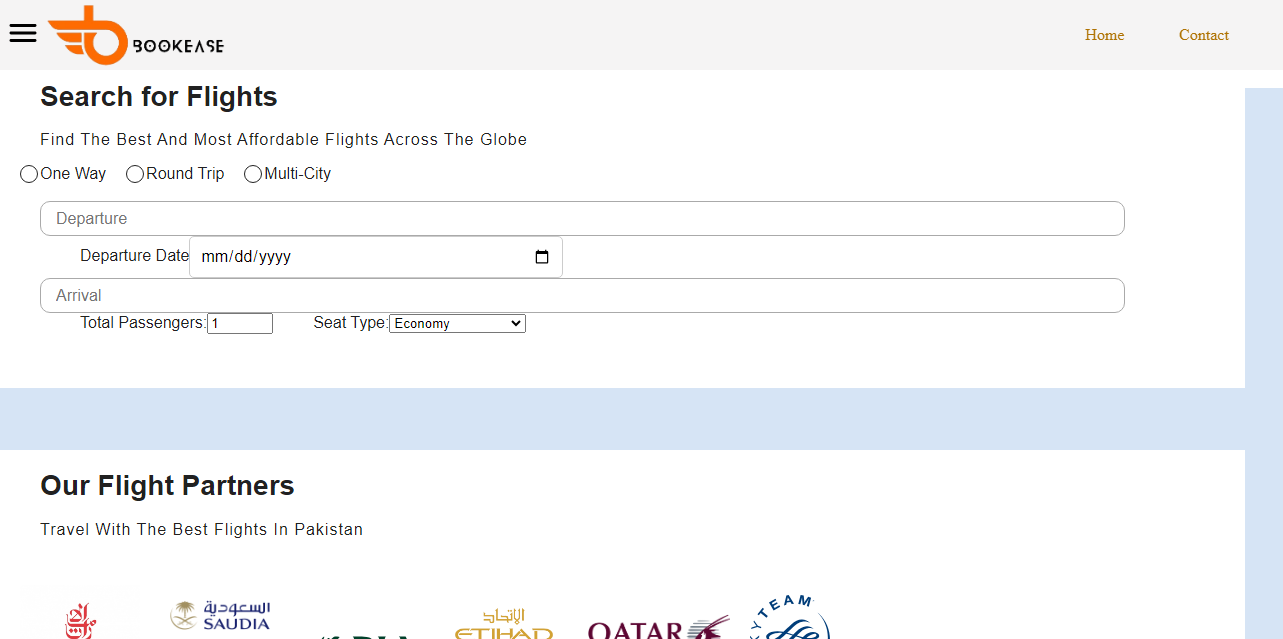 BOOKEASE
Home
Contact
Search for Flights
Find The Best And Most Affordable Flights Across The Globe
One Way
Round Trip
Multi-City
Departure
Departure Date mm/dd/yyyy
Arrival
Total Passengers: 1
Seat Type: Economy
Our Flight Partners
Travel With The Best Flights In Pakistan
السعودية
SAUDIA
الإتحاد
ETIHAD
QATAR
YTEAM